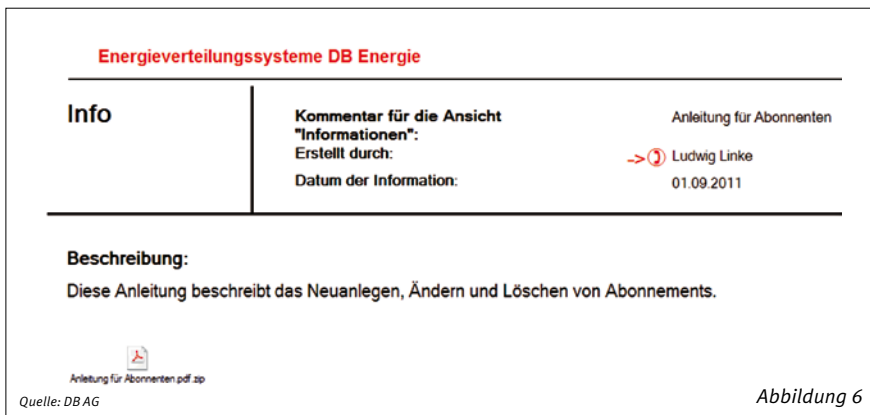 Energieverteilungssysteme DB Energie
Info
Kommentar für die Ansicht "Informationen": Anleitung für Abonnenten
Erstellt durch: -> Ludwig Linke
Datum der Information: 01.09.2011
Beschreibung:
Diese Anleitung beschreibt das Neuanlegen, Ändern und Löschen von Abonnements.
Anleitung für Abonnenten.pdf.zip
Quelle: DB AG
Abbildung 6